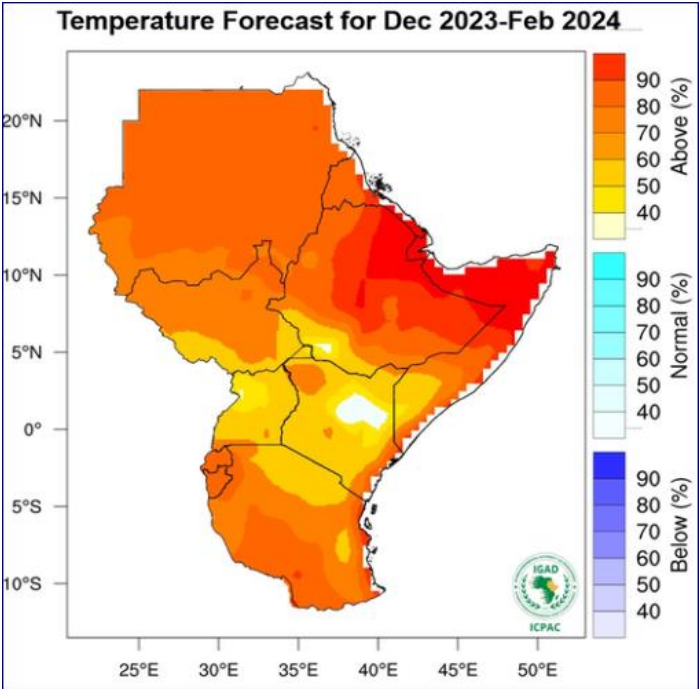 Temperature Forecast for Dec 2023-Feb 2024
20°N
15°N
10°N
5°N
0°
5°S
10°S
25°E 30°E 35°E 40°E 45°E 50°E
90
80
70
60
50
40
Above (%)
90
80
70
60
50
40
Normal (%)
90
80
70
60
50
40
Below (%)
IGAD
ICPAC